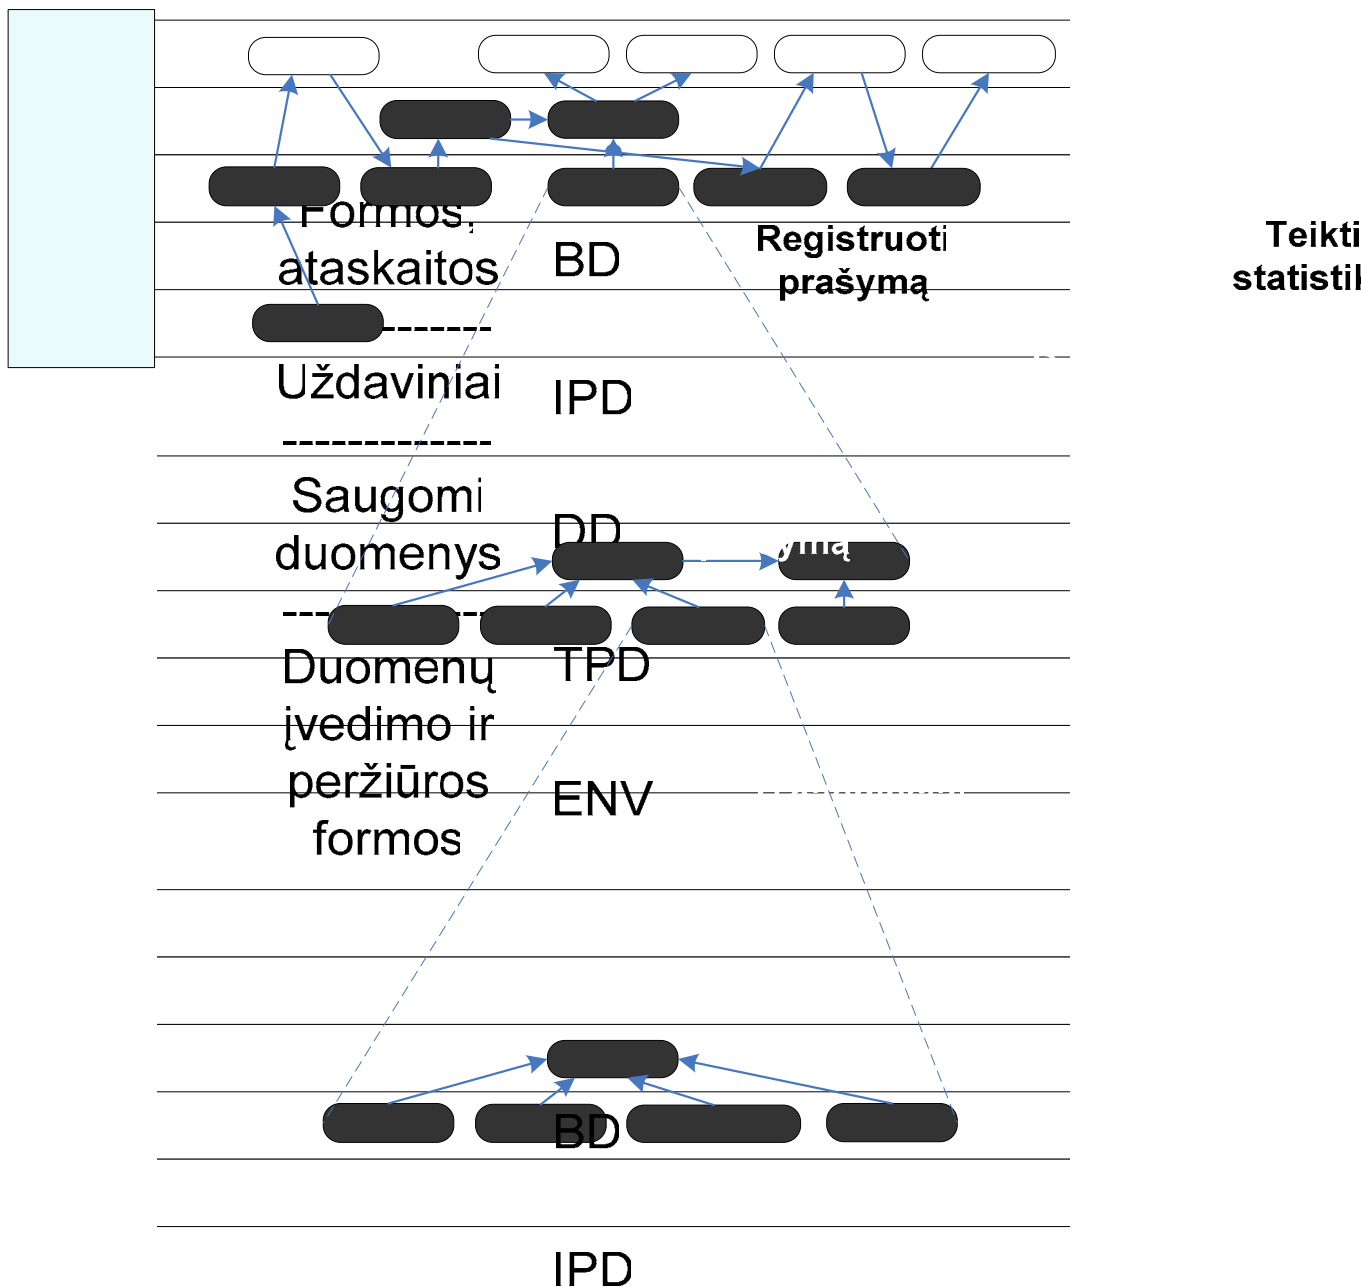 Formos,
ataskaitos
-------
Uždaviniai
-------------
Saugomi
duomenys
Duomenų
įvedimo ir
peržiūros
formos
BD
IPD
DD
TPD
ENV
BD
IPD
Registruoti
prašymą
Teikti